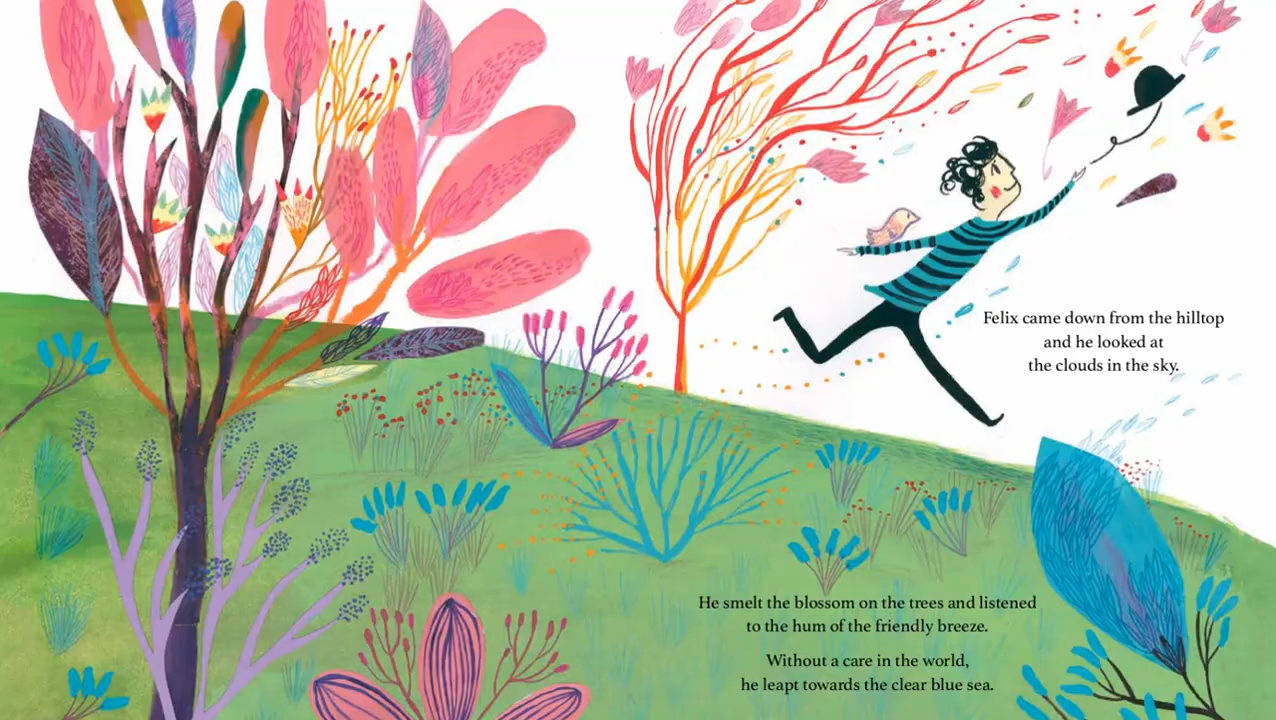 Felix came down from the hilltop
and he looked at
the clouds in the sky.
He smelt the blossom on the trees and listened
to the hum of the friendly breeze.
Without a care in the world,
he leapt towards the clear blue sea.